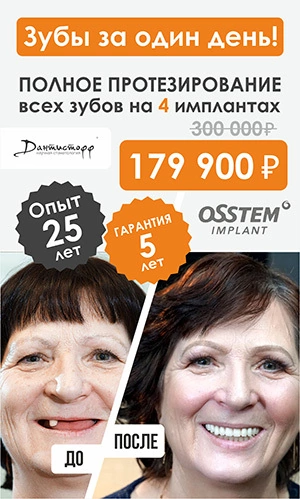 Зубы за один день!
ПОЛНОЕ ПРОТЕЗИРОВАНИЕ
всех зубов на 4 имплантах
300 000 ₽
179 900 ₽
Дантистофф
Опыт
25
лет
ГАРАНТИЯ
5
лет
OSSTEM
IMPLANT
ДО
ПОСЛЕ